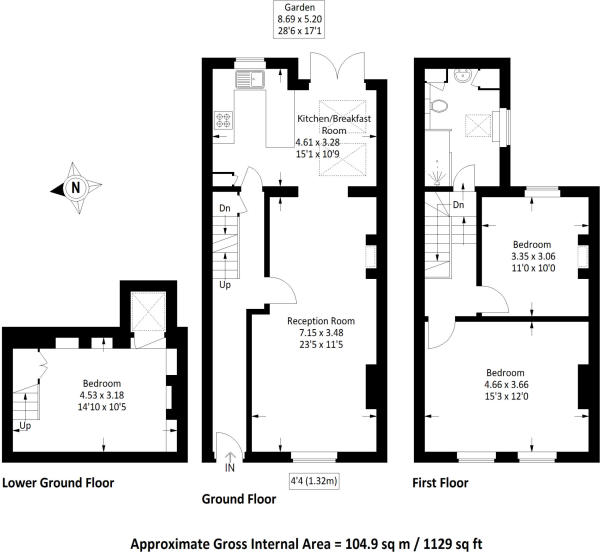 Garden
8.69 x 5.20
28'6 x 17'1
Kitchen/Breakfast
Room
4.61 x 3.28
15'1 x 10'9
N
Dn
Up
Reception Room
7.15 x 3.48
23'5 x 11'5
IN
4'4 (1.32m)
Ground Floor
Bedroom
4.53 x 3.18
14'10 x 10'5
Up
Lower Ground Floor
Dn
Bedroom
3.35 x 3.06
11'0 x 10'0
Bedroom
4.66 x 3.66
15'3 x 12'0
First Floor
Approximate Gross Internal Area = 104.9 sq m / 1129 sq ft